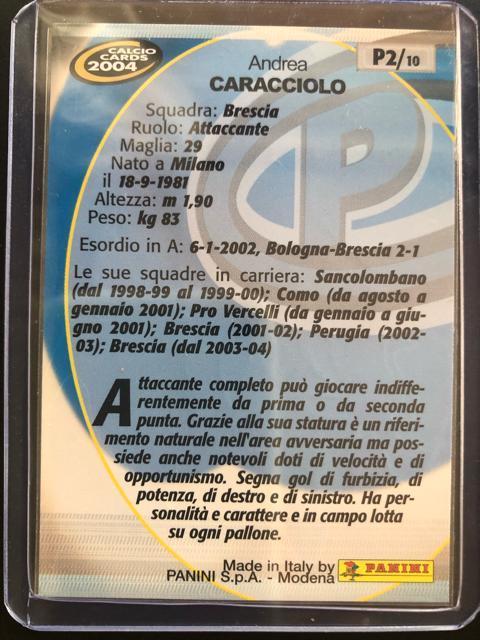 CALCIO
CARDS
2004
P2/10
Andrea
CARACCIOLO
Squadra: Brescia
Ruolo: Attaccante
Maglia: 29
Nato a Milano
il 18-9-1981
Altezza: m 1,90
Peso: kg 83
Esordio in A: 6-1-2002, Bologna-Brescia 2-1
Le sue squadre in carriera: Sancolombano
(dal 1998-99 al 1999-00); Como (da agosto a
gennaio 2001); Pro Vercelli (da gennaio a giu-
gno 2001); Brescia (2001-02); Perugia (2002-
03); Brescia (dal 2003-04)
Attaccante completo può giocare indiffe-
rentemente da prima o da seconda
punta. Grazie alla sua statura è un riferi-
mento naturale nell'area avversaria ma pos-
siede anche notevoli doti di velocità e di
opportunismo. Segna gol di furbizia, di
potenza, di destro e di sinistro. Ha per-
sonalità e carattere e in campo lotta
su ogni pallone.
Made in Italy by
PANINI S.p.A. - Modena
PANINI